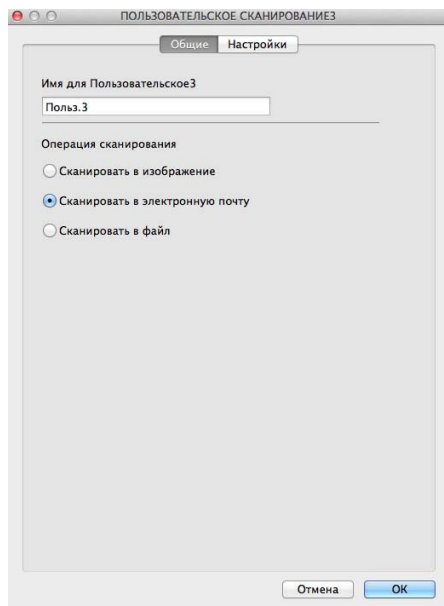 ПОЛЬЗОВАТЕЛЬСКОЕ СКАНИРОВАНИЕ3
Общие Настройки
Имя для Пользовательское3
Польз.3
Операция сканирования
Сканировать в изображение
Сканировать в электронную почту
Сканировать в файл
Отмена ОК